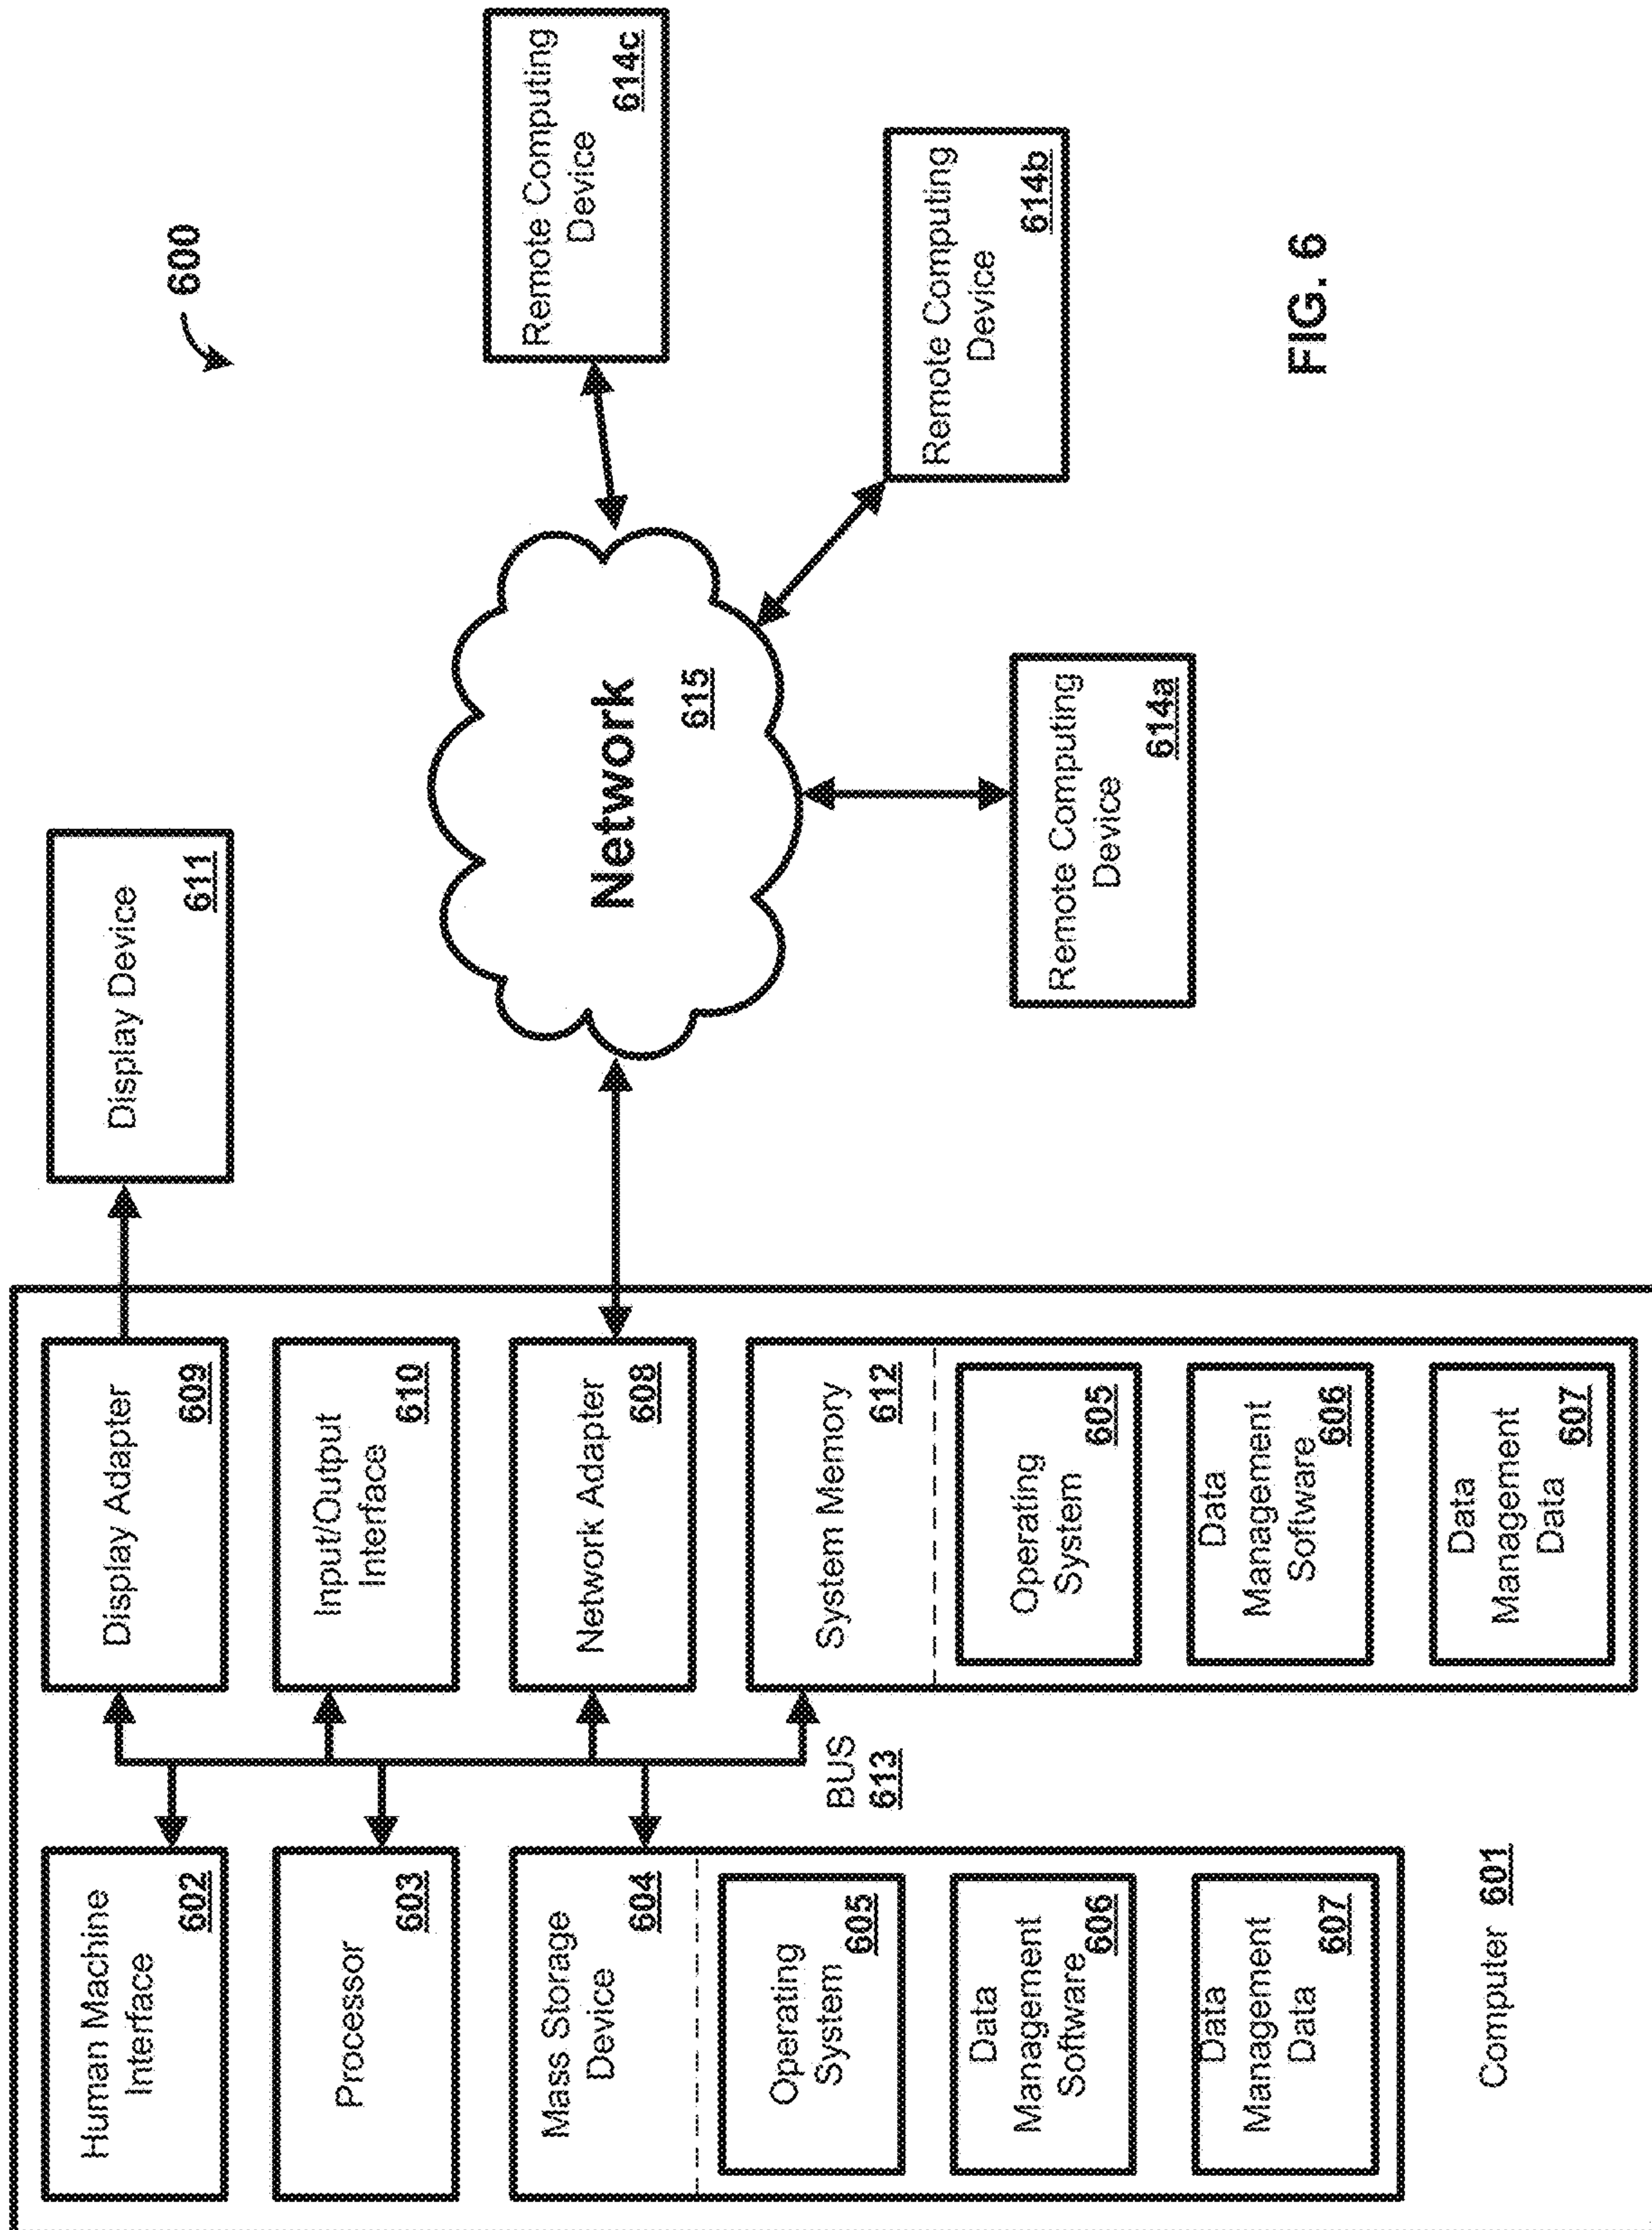 600
Human Machine
Interface
602
Processor
603
Mass Storage
Device
604
Operating
System
605
Data
Management
Software
606
Data
Management
Data
607
Computer 601
BUS
613
Display Adapter
609
Input/Output
Interface
610
Network Adapter
608
System Memory
612
Operating
System
605
Data
Management
Software
606
Data
Management
Data
607
Display Device
611
Network
615
Remote Computing
Device
614a
Remote Computing
Device
614b
Remote Computing
Device
614c
FIG. 6